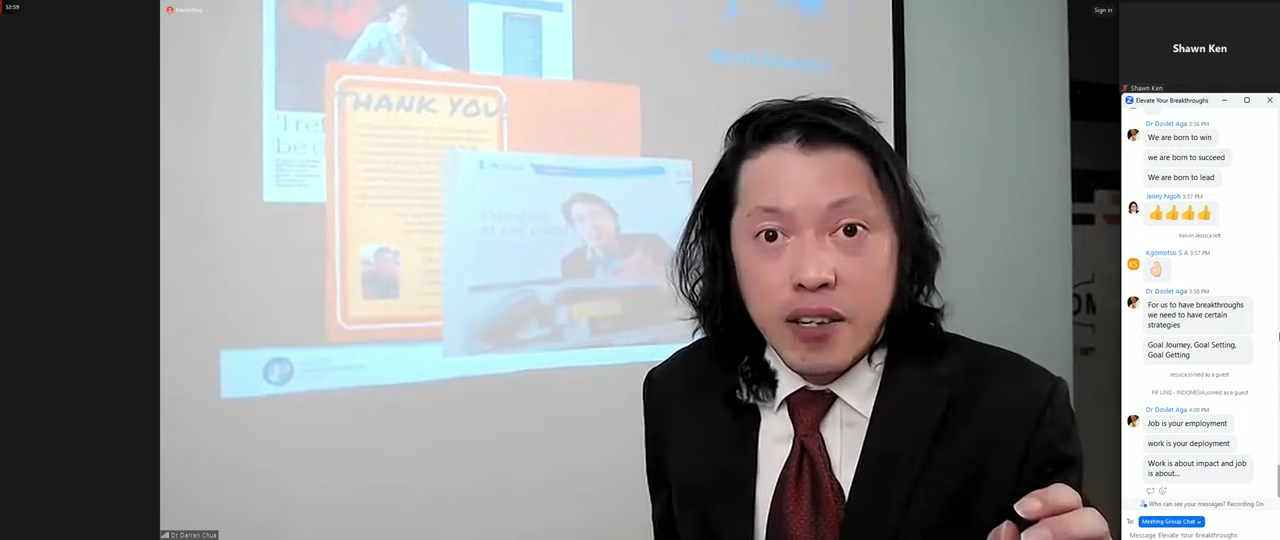 52:59
Recording
Sign in
THANK YOU!
Dr Darren Chua
Shawn Ken
Shawn Ken
Elevate Your Breakthroughs
Dr Dovlet Aga 3:56 PM
We are born to win
we are born to succeed
We are born to lead
Jenny Ngoh 3:57 PM
👍👍👍👍
Kelvin Jessica left
Kgomotso S A 3:57 PM
KS
👌🏻
Dr Dovlet Aga 3:58 PM
For us to have breakthroughs
we need to have certain
strategies
Goal Journey, Goal Setting,
Goal Getting
Jessica joined as a guest
FIE LING - INDONESIA joined as a guest
Dr Dovlet Aga 4:00 PM
Job is your employment
work is your deployment
Work is about impact and job
is about...
Who can see your messages? Recording On
To: Meeting Group Chat
Message Elevate Your Breakthroughs